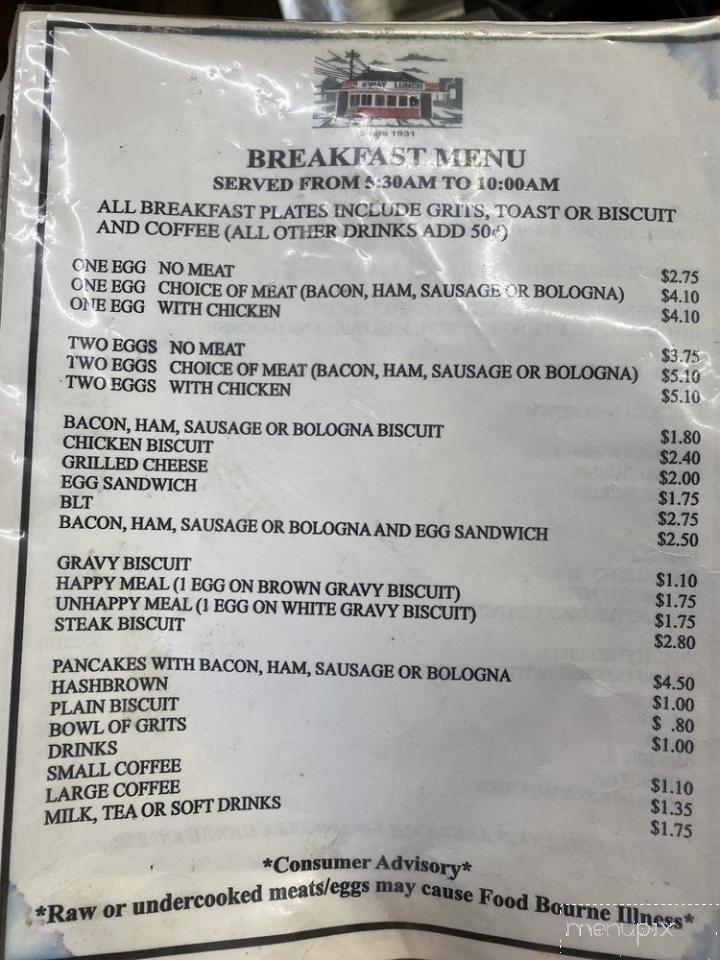 4WAY LUNCH
Since 1931
BREAKFAST MENU
SERVED FROM 5:30AM TO 10:00AM
ALL BREAKFAST PLATES INCLUDE GRITS, TOAST OR BISCUIT
AND COFFEE (ALL OTHER DRINKS ADD 50¢)
ONE EGG NO MEAT $2.75
ONE EGG CHOICE OF MEAT (BACON, HAM, SAUSAGE OR BOLOGNA) $4.10
ONE EGG WITH CHICKEN $4.10
TWO EGGS NO MEAT $3.75
TWO EGGS CHOICE OF MEAT (BACON, HAM, SAUSAGE OR BOLOGNA) $5.10
TWO EGGS WITH CHICKEN $5.10
BACON, HAM, SAUSAGE OR BOLOGNA BISCUIT $1.80
CHICKEN BISCUIT $2.40
GRILLED CHEESE $2.00
EGG SANDWICH $1.75
BLT $2.75
BACON, HAM, SAUSAGE OR BOLOGNA AND EGG SANDWICH $2.50
GRAVY BISCUIT $1.10
HAPPY MEAL (1 EGG ON BROWN GRAVY BISCUIT) $1.75
UNHAPPY MEAL (1 EGG ON WHITE GRAVY BISCUIT) $1.75
STEAK BISCUIT $2.80
PANCAKES WITH BACON, HAM, SAUSAGE OR BOLOGNA $4.50
HASHBROWN $1.00
PLAIN BISCUIT $ .80
BOWL OF GRITS $1.00
DRINKS
SMALL COFFEE $1.10
LARGE COFFEE $1.35
MILK, TEA OR SOFT DRINKS $1.75
*Consumer Advisory*
*Raw or undercooked meats/eggs may cause Food Bourne Illness*
menupix